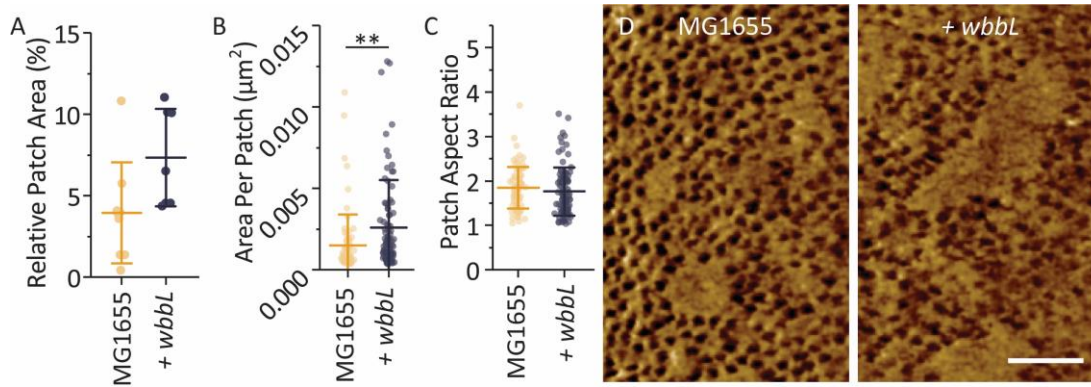 A
Relative Patch Area (%)
15
10
5
0
MG1655
+ wbbL
B
Area Per Patch (µm²)
**
0.015
0.010
0.005
0.000
MG1655
+ wbbL
C
Patch Aspect Ratio
5
4
3
2
1
0
MG1655
+ wbbL
D
MG1655
+ wbbL